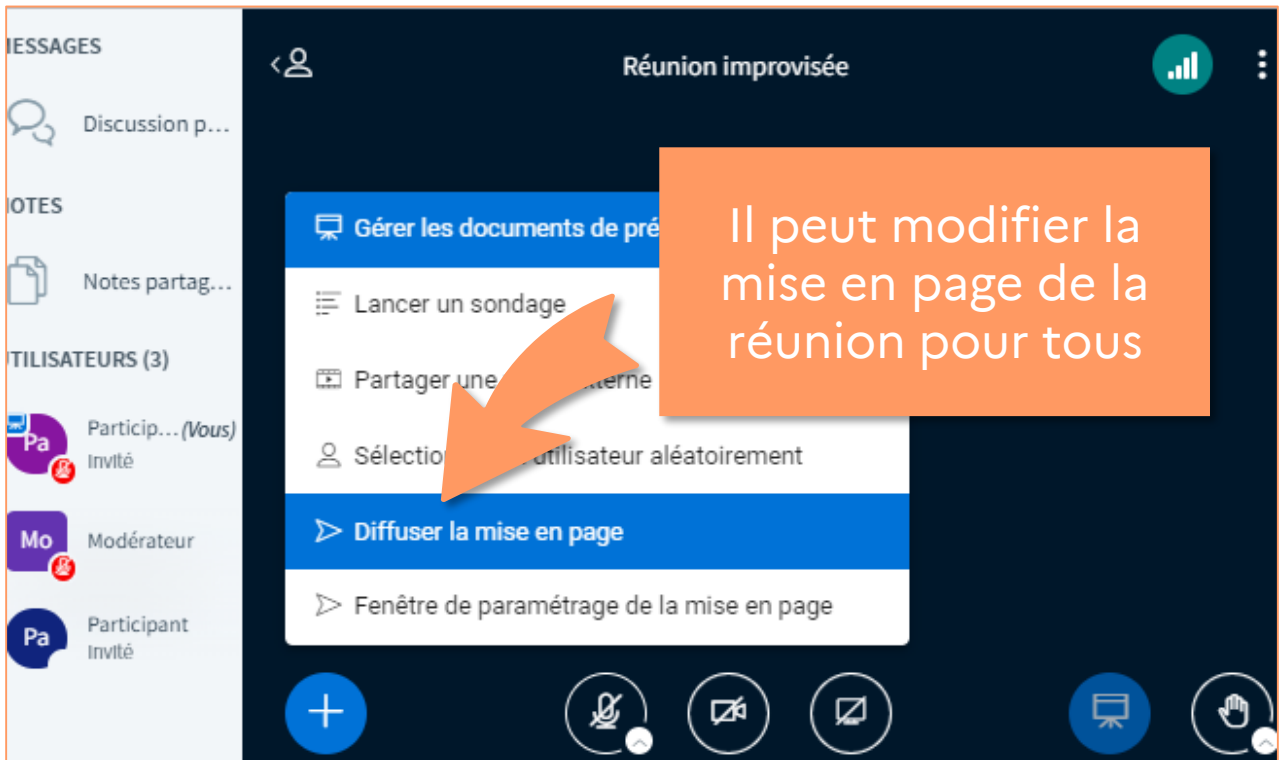 IESSAGES
Discussion p...
IOTES
Notes partag...
TILISATEURS (3)
Pa
Particip... (Vous)
Invité
Mo
Modérateur
Pa
Participant
Invité
Réunion improvisée
Gérer les documents de pré
Lancer un sondage
Partager une
terne
Sélectio
utilisateur aléatoirement
Diffuser la mise en page
Fenêtre de paramétrage de la mise en page
Il peut modifier la
mise en page de la
réunion pour tous